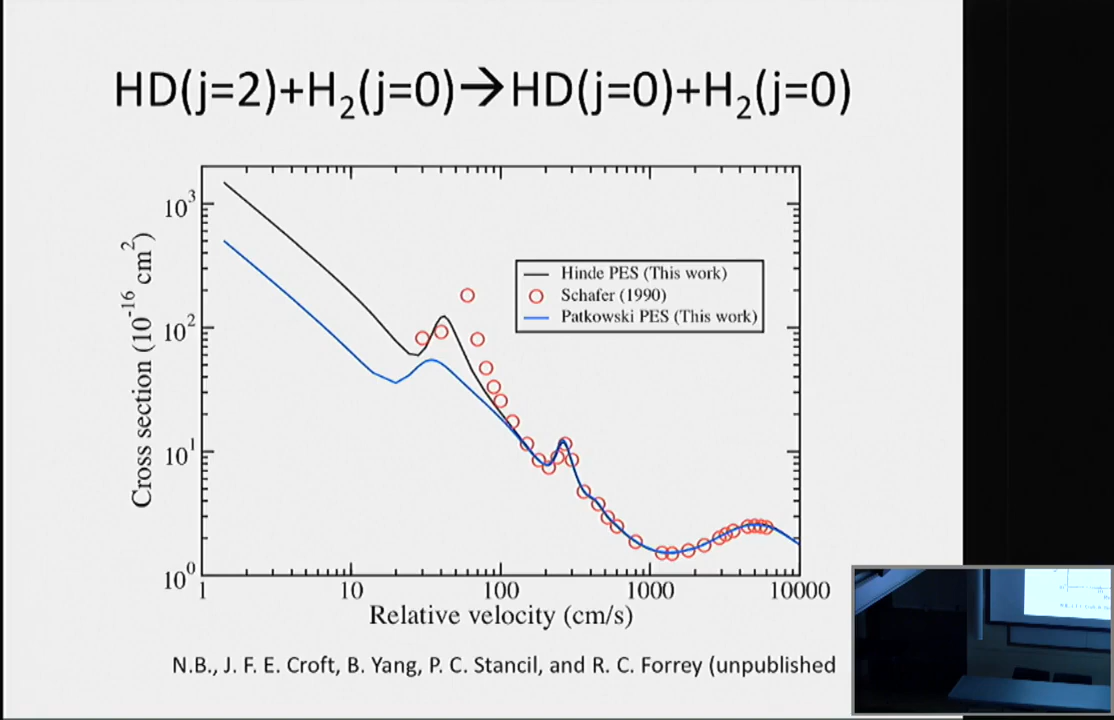 HD(j=2)+H₂(j=0)→HD(j=0)+H₂(j=0)
10³
10²
10¹
10⁰
Cross section (10⁻¹⁶ cm²)
Hinde PES (This work)
Schafer (1990)
Patkowski PES (This work)
1 10 100 1000 10000
Relative velocity (cm/s)
N.B., J. F. E. Croft, B. Yang, P. C. Stancil, and R. C. Forrey (unpublished